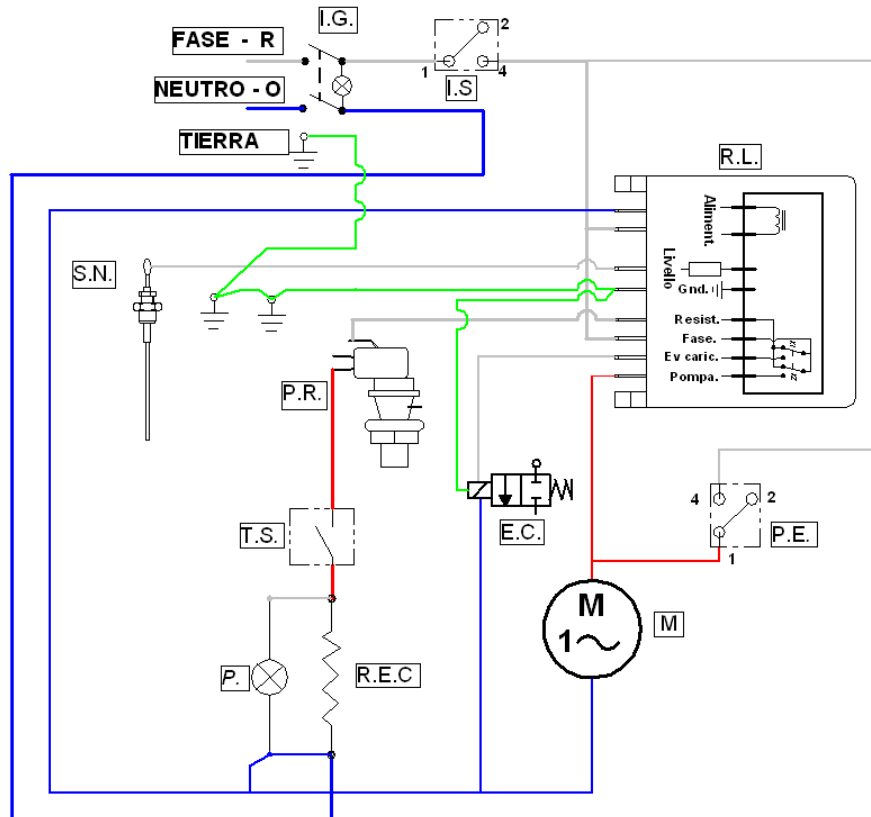 I.G.
FASE - R
NEUTRO - O
TIERRA
1
2
4
I.S
R.L.
Aliment.
Livello
Gnd.
Resist.
Fase.
Ev caric.
Pompa.
S.N.
P.R.
T.S.
E.C.
4
2
1
P.E.
M
1
M
P.
R.E.C